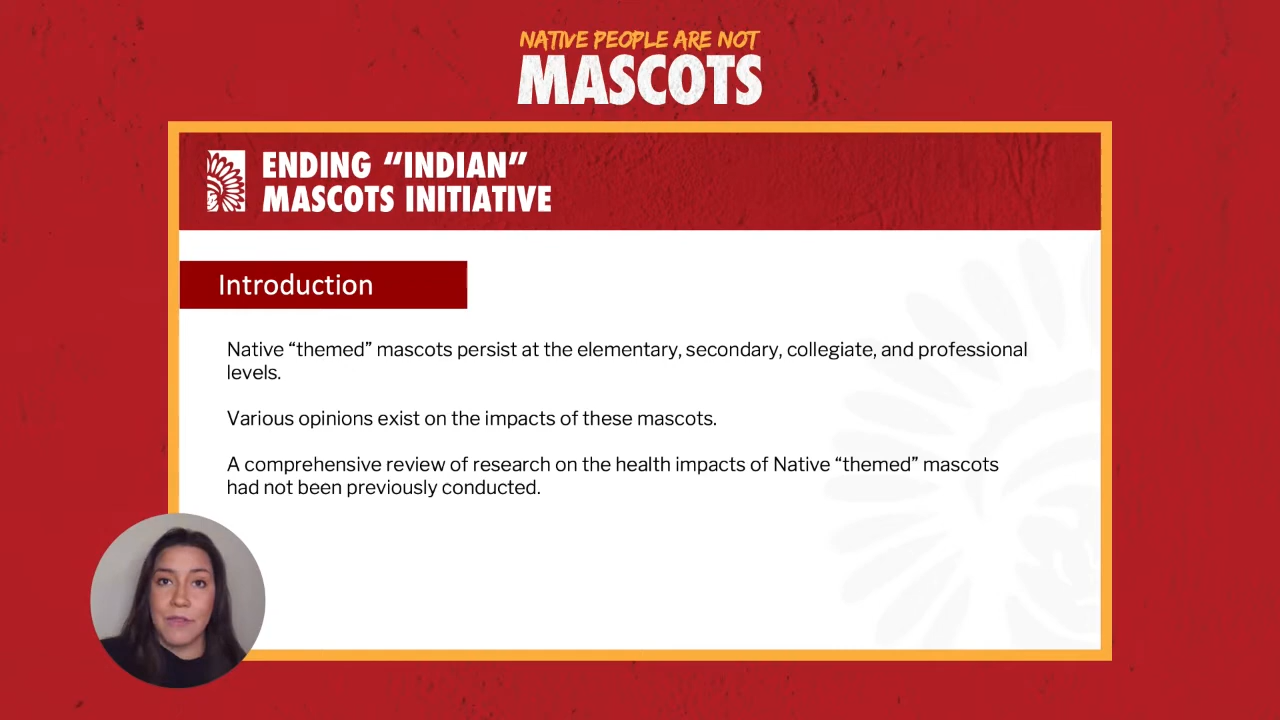 NATIVE PEOPLE ARE NOT
MASCOTS
ENDING “INDIAN”
MASCOTS INITIATIVE
Introduction
Native “themed” mascots persist at the elementary, secondary, collegiate, and professional
levels.
Various opinions exist on the impacts of these mascots.
A comprehensive review of research on the health impacts of Native “themed” mascots
had not been previously conducted.